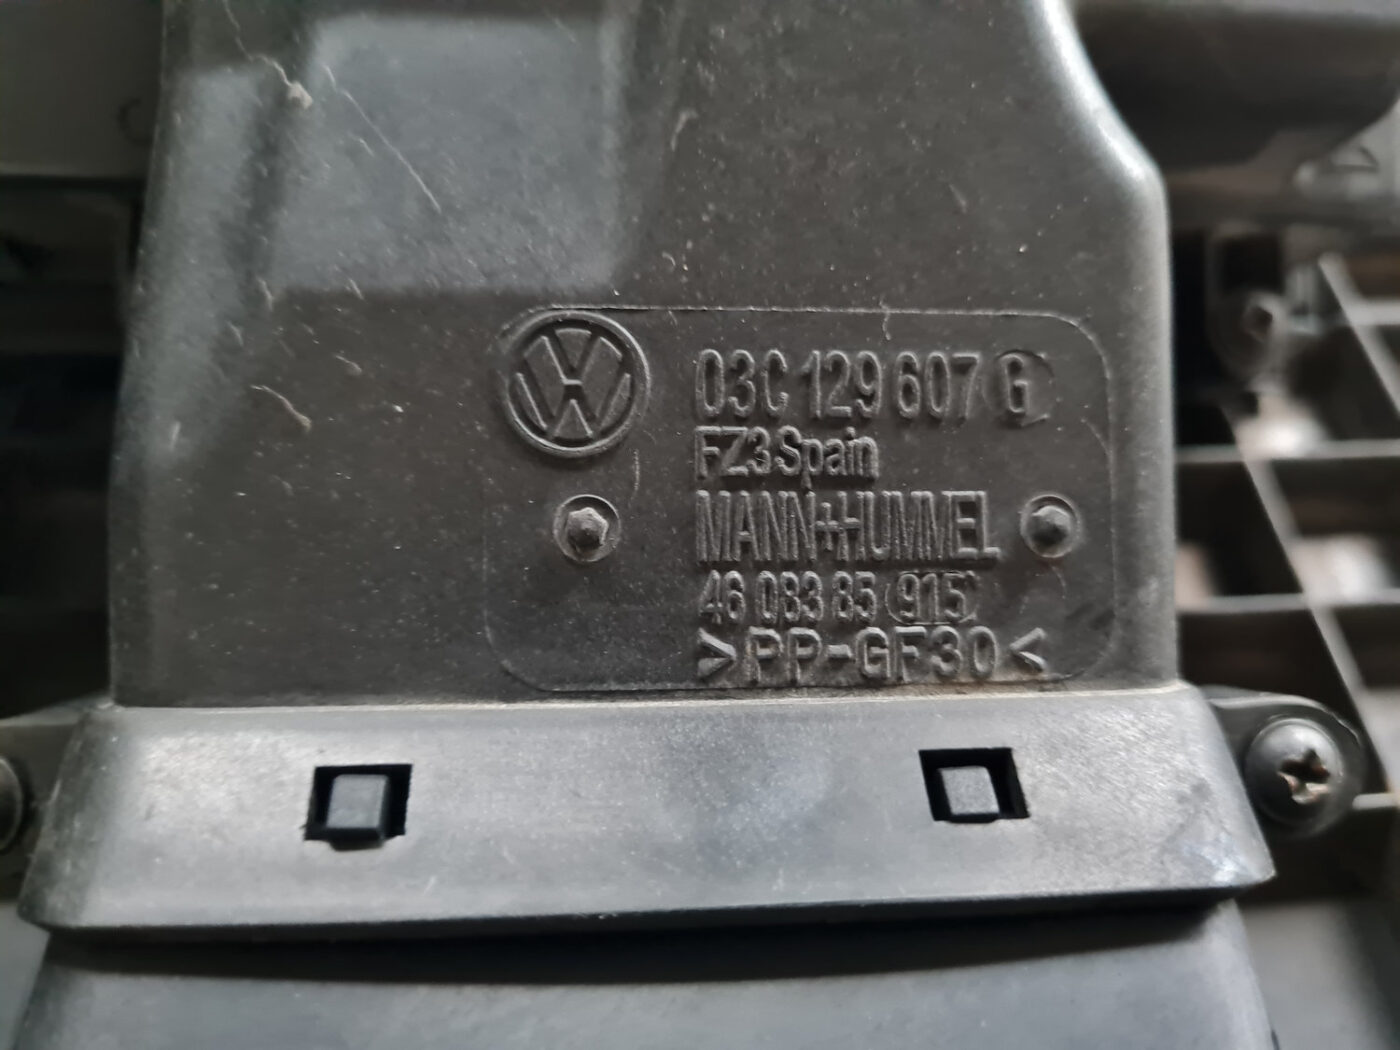 03C 129 607 G
FZ3 Spain
MANN+HUMMEL
46 083 85 915
>PP-GF30<